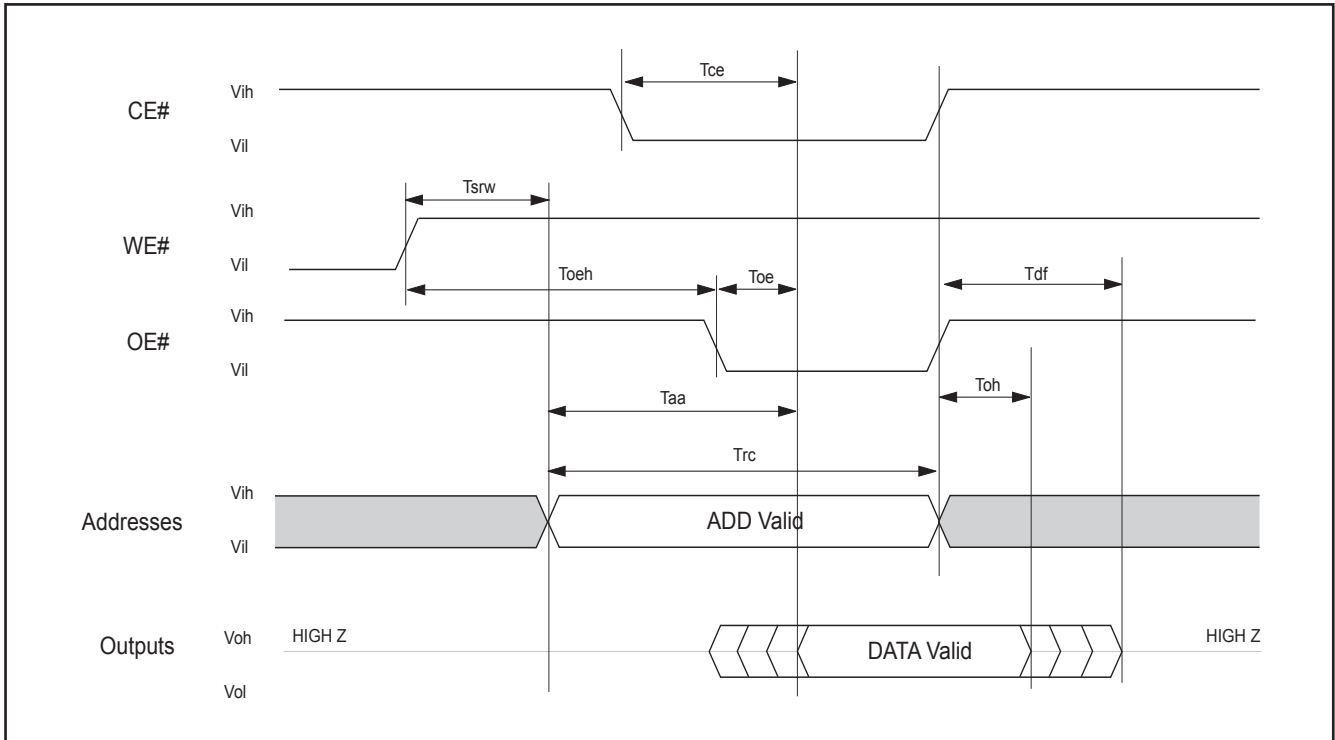 Tce
Vih
CE#
Vil
Tsrw
Vih
WE#
Vil
Toeh
Toe
Tdf
Vih
OE#
Vil
Toh
Taa
Trc
Vih
Addresses
ADD Valid
Vil
Outputs
Voh
HIGH Z
DATA Valid
HIGH Z
Vol